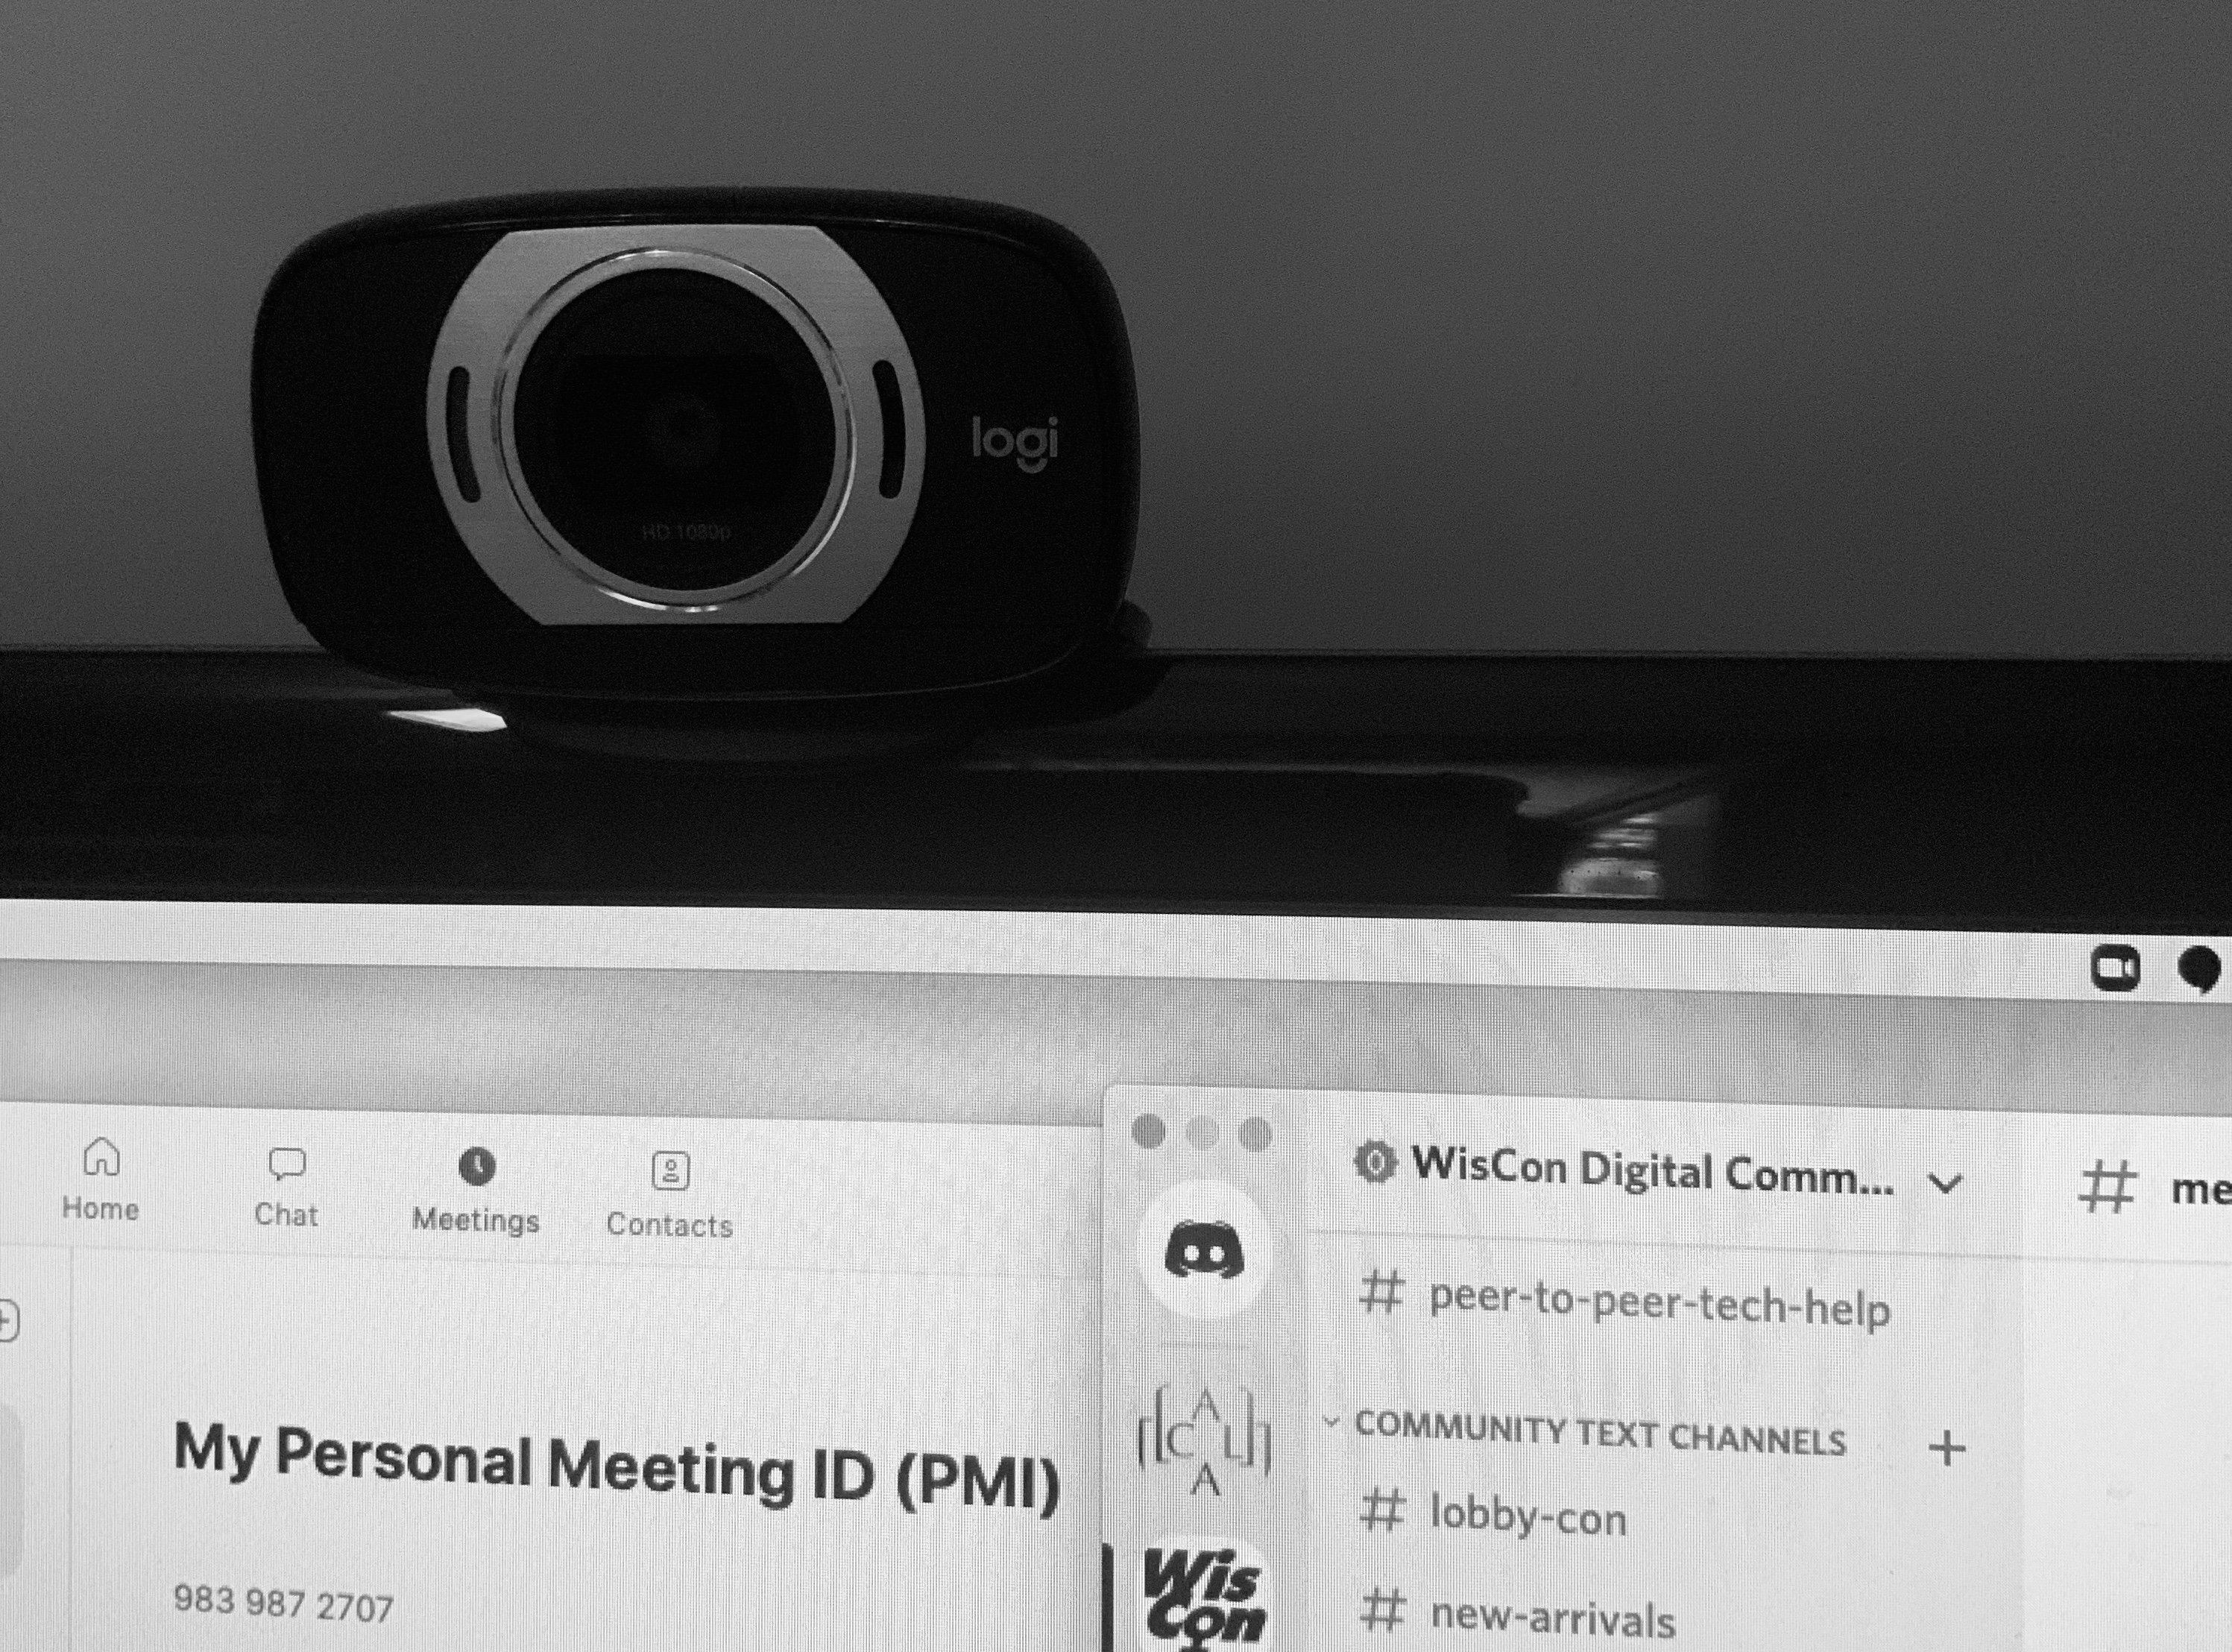 logi
HD 1080p
Home
Chat
Meetings
Contacts
My Personal Meeting ID (PMI)
983 987 2707
WisCon Digital Comm...
# me
# peer-to-peer-tech-help
COMMUNITY TEXT CHANNELS +
# lobby-con
# new-arrivals
[[CALA]]
Wis
Con